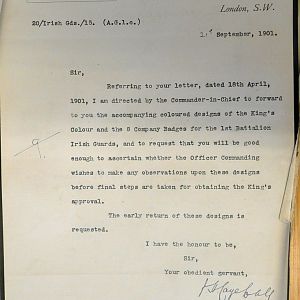 London, S.W.
20/Irish Gds./15. (A.G.1c.)
September, 1901.
Sir,
Referring to your letter, dated 18th April,
1901, I am directed by the Commander-in-Chief to forward
to you the accompanying coloured designs of the King's
Colour and the 8 Company Badges for the 1st Battalion
Irish Guards, and to request that you will be good
enough to ascertain whether the Officer Commanding
wishes to make any observations upon these designs
before final steps are taken for obtaining the King's
approval.
The early return of these designs is
requested.
I have the honour to be,
Sir,
Your obedient servant,